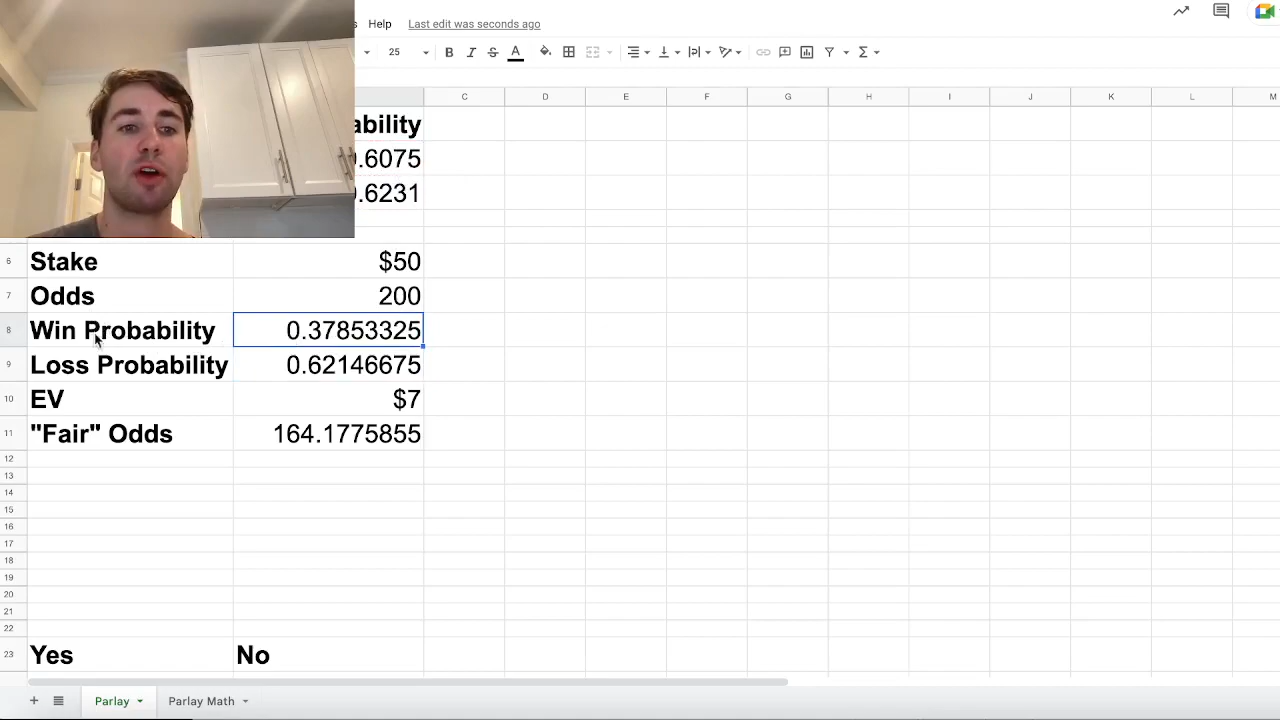 Help Last edit was seconds ago
25 B I S A
C D E F G H I J K L M
ability
.6075
.6231
6 Stake $50
7 Odds 200
8 Win Probability 0.37853325
9 Loss Probability 0.62146675
10 EV $7
11 "Fair" Odds 164.1775855
12
13
14
15
16
17
18
19
20
21
22
23 Yes No
Parlay Parlay Math